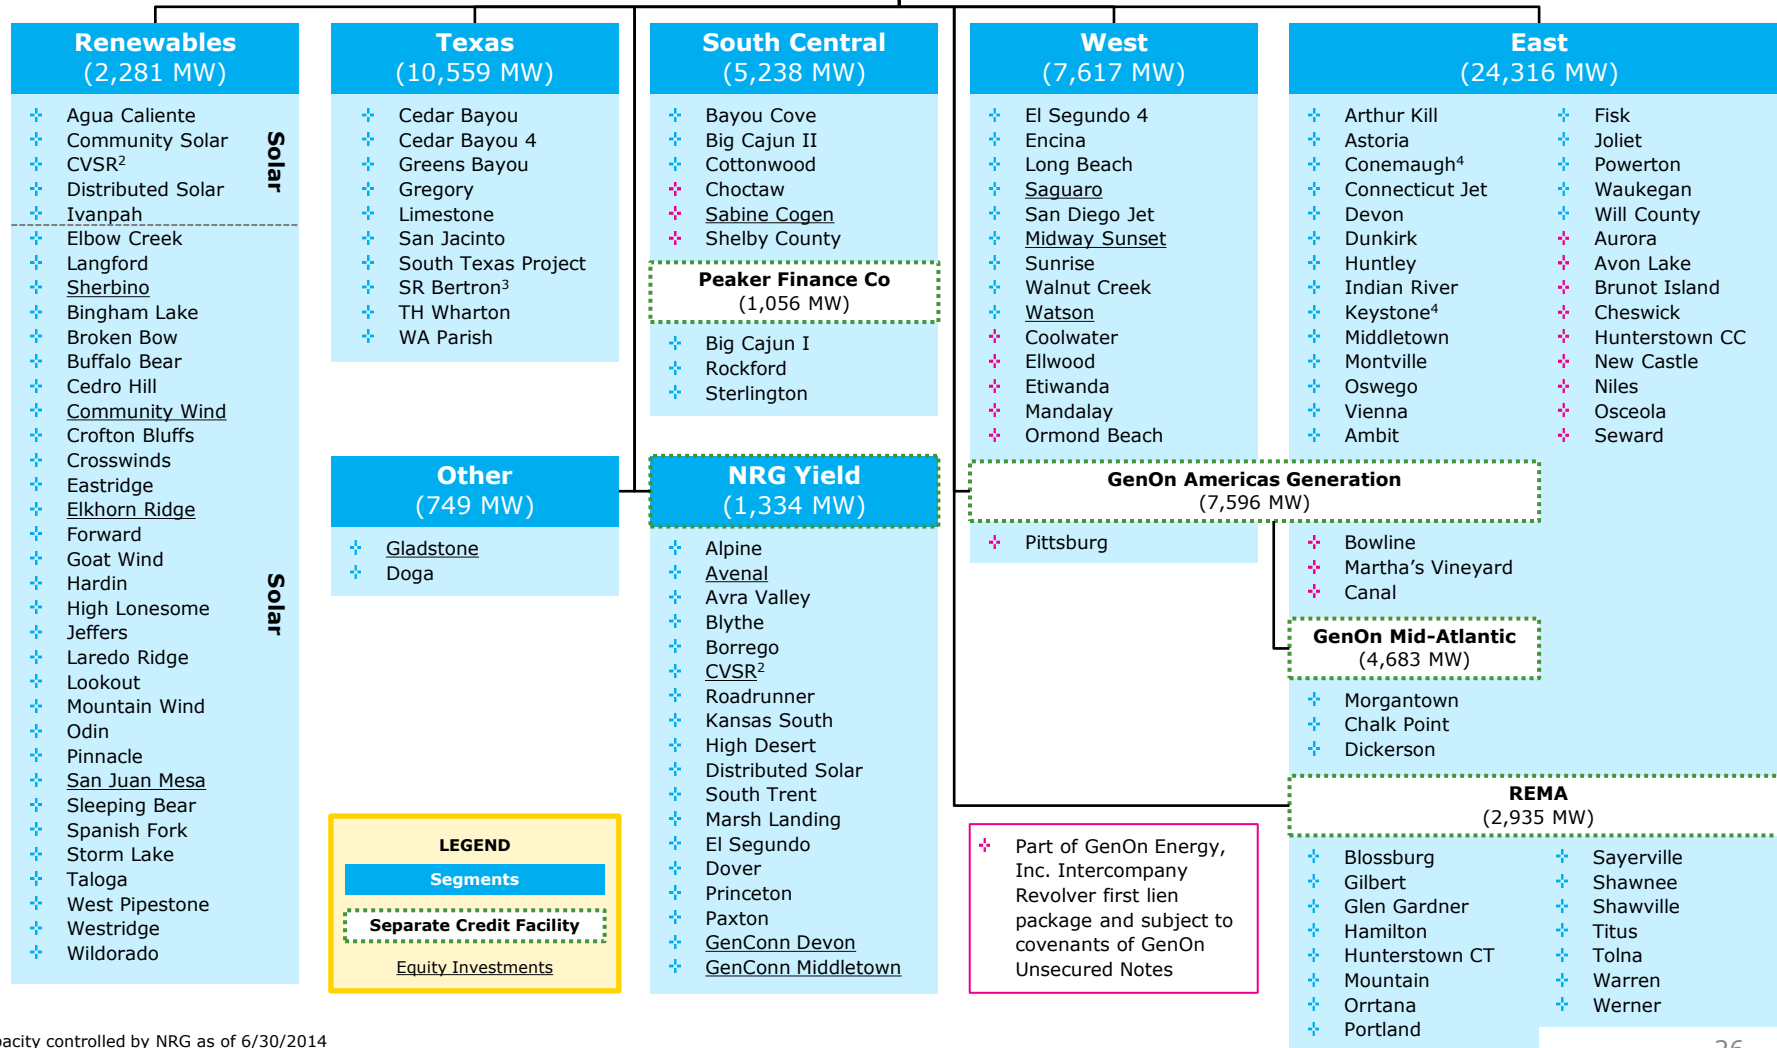 Renewables
(2,281 MW)
Agua Caliente
Community Solar
CVSR2
Distributed Solar
Ivanpah
Solar
Elbow Creek
Langford
Sherbino
Bingham Lake
Broken Bow
Buffalo Bear
Cedro Hill
Community Wind
Crofton Bluffs
Crosswinds
Eastridge
Elkhorn Ridge
Forward
Goat Wind
Hardin
High Lonesome
Jeffers
Laredo Ridge
Lookout
Mountain Wind
Odin
Pinnacle
San Juan Mesa
Sleeping Bear
Spanish Fork
Storm Lake
Taloga
West Pipestone
Westridge
Wildorado
Solar
Texas
(10,559 MW)
Cedar Bayou
Cedar Bayou 4
Greens Bayou
Gregory
Limestone
San Jacinto
South Texas Project
SR Bertron3
TH Wharton
WA Parish
Other
(749 MW)
Gladstone
Doga
LEGEND
Segments
Separate Credit Facility
Equity Investments
South Central
(5,238 MW)
Bayou Cove
Big Cajun II
Cottonwood
Choctaw
Sabine Cogen
Shelby County
Peaker Finance Co
(1,056 MW)
Big Cajun I
Rockford
Sterlington
NRG Yield
(1,334 MW)
Alpine
Avenal
Avra Valley
Blythe
Borrego
CVSR2
Roadrunner
Kansas South
High Desert
Distributed Solar
South Trent
Marsh Landing
El Segundo
Dover
Princeton
Paxton
GenConn Devon
GenConn Middletown
West
(7,617 MW)
El Segundo 4
Encina
Long Beach
Saguaro
San Diego Jet
Midway Sunset
Sunrise
Walnut Creek
Watson
Coolwater
Ellwood
Etiwanda
Mandalay
Ormond Beach
GenOn Americas Generation
(7,596 MW)
Pittsburg
Part of GenOn Energy,
Inc. Intercompany
Revolver first lien
package and subject to
covenants of GenOn
Unsecured Notes
East
(24,316 MW)
Arthur Kill
Astoria
Conemaugh4
Connecticut Jet
Devon
Dunkirk
Huntley
Indian River
Keystone4
Middletown
Montville
Oswego
Vienna
Ambit
Fisk
Joliet
Powerton
Waukegan
Will County
Aurora
Avon Lake
Brunot Island
Cheswick
Hunterstown CC
New Castle
Niles
Osceola
Seward
Bowline
Martha's Vineyard
Canal
GenOn Mid-Atlantic
(4,683 MW)
Morgantown
Chalk Point
Dickerson
REMA
(2,935 MW)
Blossburg
Gilbert
Glen Gardner
Hamilton
Hunterstown CT
Mountain
Orrtana
Portland
Sayerville
Shawnee
Shawville
Titus
Tolna
Warren
Werner
pacity controlled by NRG as of 6/30/2014